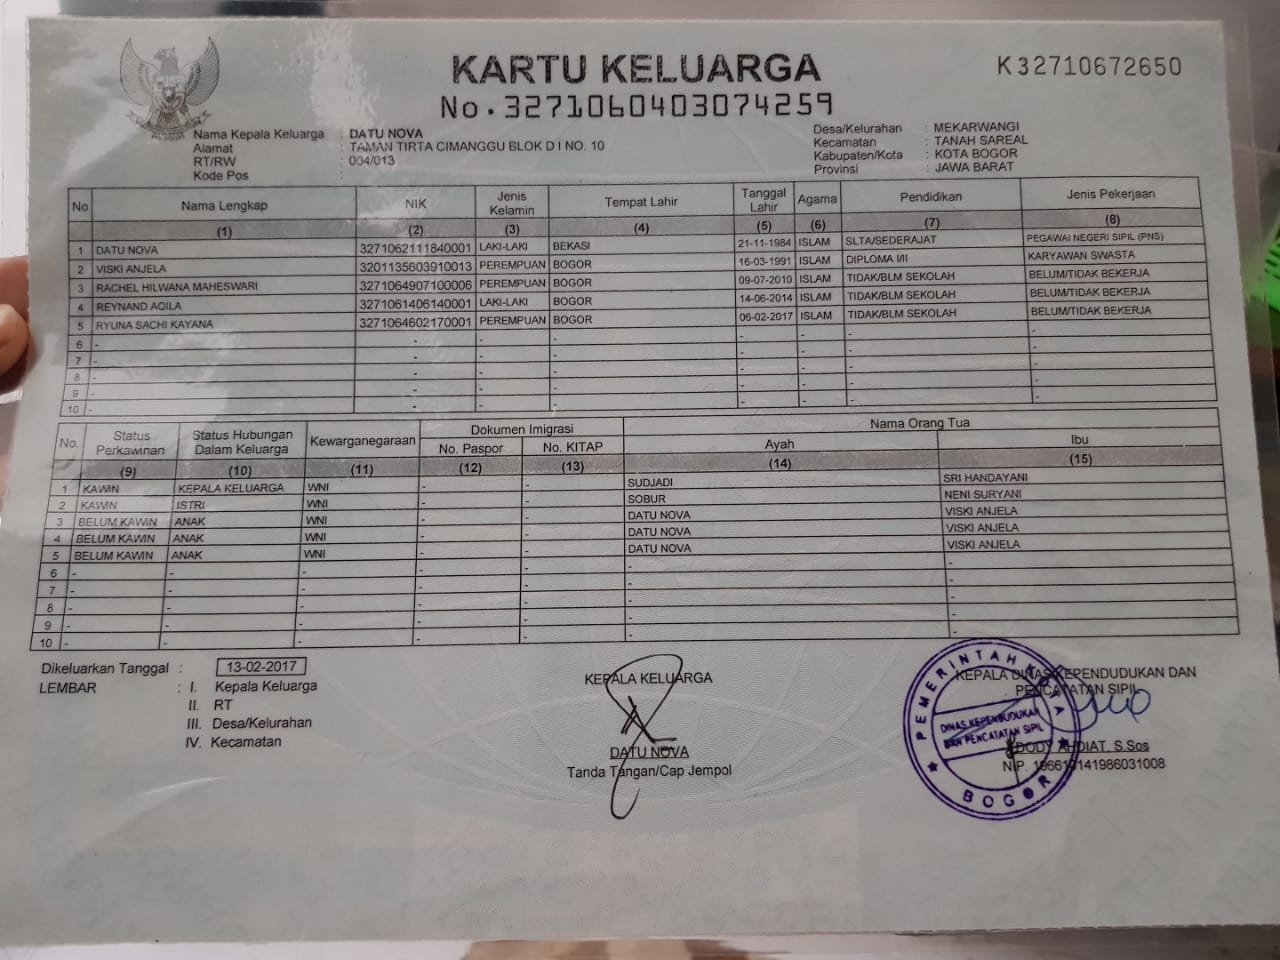 KARTU KELUARGA
No. 3271060403074259
K32710672650
Nama Kepala Keluarga : DATU NOVA
Alamat : TAMAN TIRTA CIMANGGU BLOK D I NO. 10
RT/RW : 004/013
Kode Pos :
Desa/Kelurahan : MEKARWANGI
Kecamatan : TANAH SAREAL
Kabupaten/Kota : KOTA BOGOR
Provinsi : JAWA BARAT
No Nama Lengkap NIK Jenis Kelamin Tempat Lahir Tanggal Lahir Agama Pendidikan Jenis Pekerjaan
(1) (2) (3) (4) (5) (6) (7) (8)
1 DATU NOVA 3271062111840001 LAKI-LAKI BEKASI 21-11-1984 ISLAM SLTA/SEDERAJAT PEGAWAI NEGERI SIPIL (PNS)
2 VISKI ANJELA 3201135603910013 PEREMPUAN BOGOR 16-03-1991 ISLAM DIPLOMA I/II KARYAWAN SWASTA
3 RACHEL HILWANA MAHESWARI 3271064907100006 PEREMPUAN BOGOR 09-07-2010 ISLAM TIDAK/BLM SEKOLAH BELUM/TIDAK BEKERJA
4 REYNAND AQILA 3271061406140001 LAKI-LAKI BOGOR 14-06-2014 ISLAM TIDAK/BLM SEKOLAH BELUM/TIDAK BEKERJA
5 RYUNA SACHI KAYANA 3271064602170001 PEREMPUAN BOGOR 06-02-2017 ISLAM TIDAK/BLM SEKOLAH BELUM/TIDAK BEKERJA
6 - - - - - - - -
7 - - - - - - - -
8 - - - - - - - -
9 - - - - - - - -
10 - - - - - - - -
No. Status Perkawinan Status Hubungan Dalam Keluarga Kewarganegaraan Dokumen Imigrasi Nama Orang Tua
No. Paspor No. KITAP Ayah Ibu
(9) (10) (11) (12) (13) (14) (15)
1 KAWIN KEPALA KELUARGA WNI - - SUDJADI SRI HANDAYANI
2 KAWIN ISTRI WNI - - SOBUR NENI SURYANI
3 BELUM KAWIN ANAK WNI - - DATU NOVA VISKI ANJELA
4 BELUM KAWIN ANAK WNI - - DATU NOVA VISKI ANJELA
5 BELUM KAWIN ANAK WNI - - DATU NOVA VISKI ANJELA
6 - - - - - - -
7 - - - - - - -
8 - - - - - - -
9 - - - - - - -
10 - - - - - - -
Dikeluarkan Tanggal : 13-02-2017
LEMBAR : I. Kepala Keluarga
II. RT
III. Desa/Kelurahan
IV. Kecamatan
KEPALA KELUARGA
DATU NOVA
Tanda Tangan/Cap Jempol
KEPALA DINAS KEPENDUDUKAN DAN
PENCATATAN SIPIL
AHDIAT, S.Sos
PEMERINTAH KOTA
DINAS KEPENDUDUKAN
DAN PENCATATAN SIPIL
BOGOR